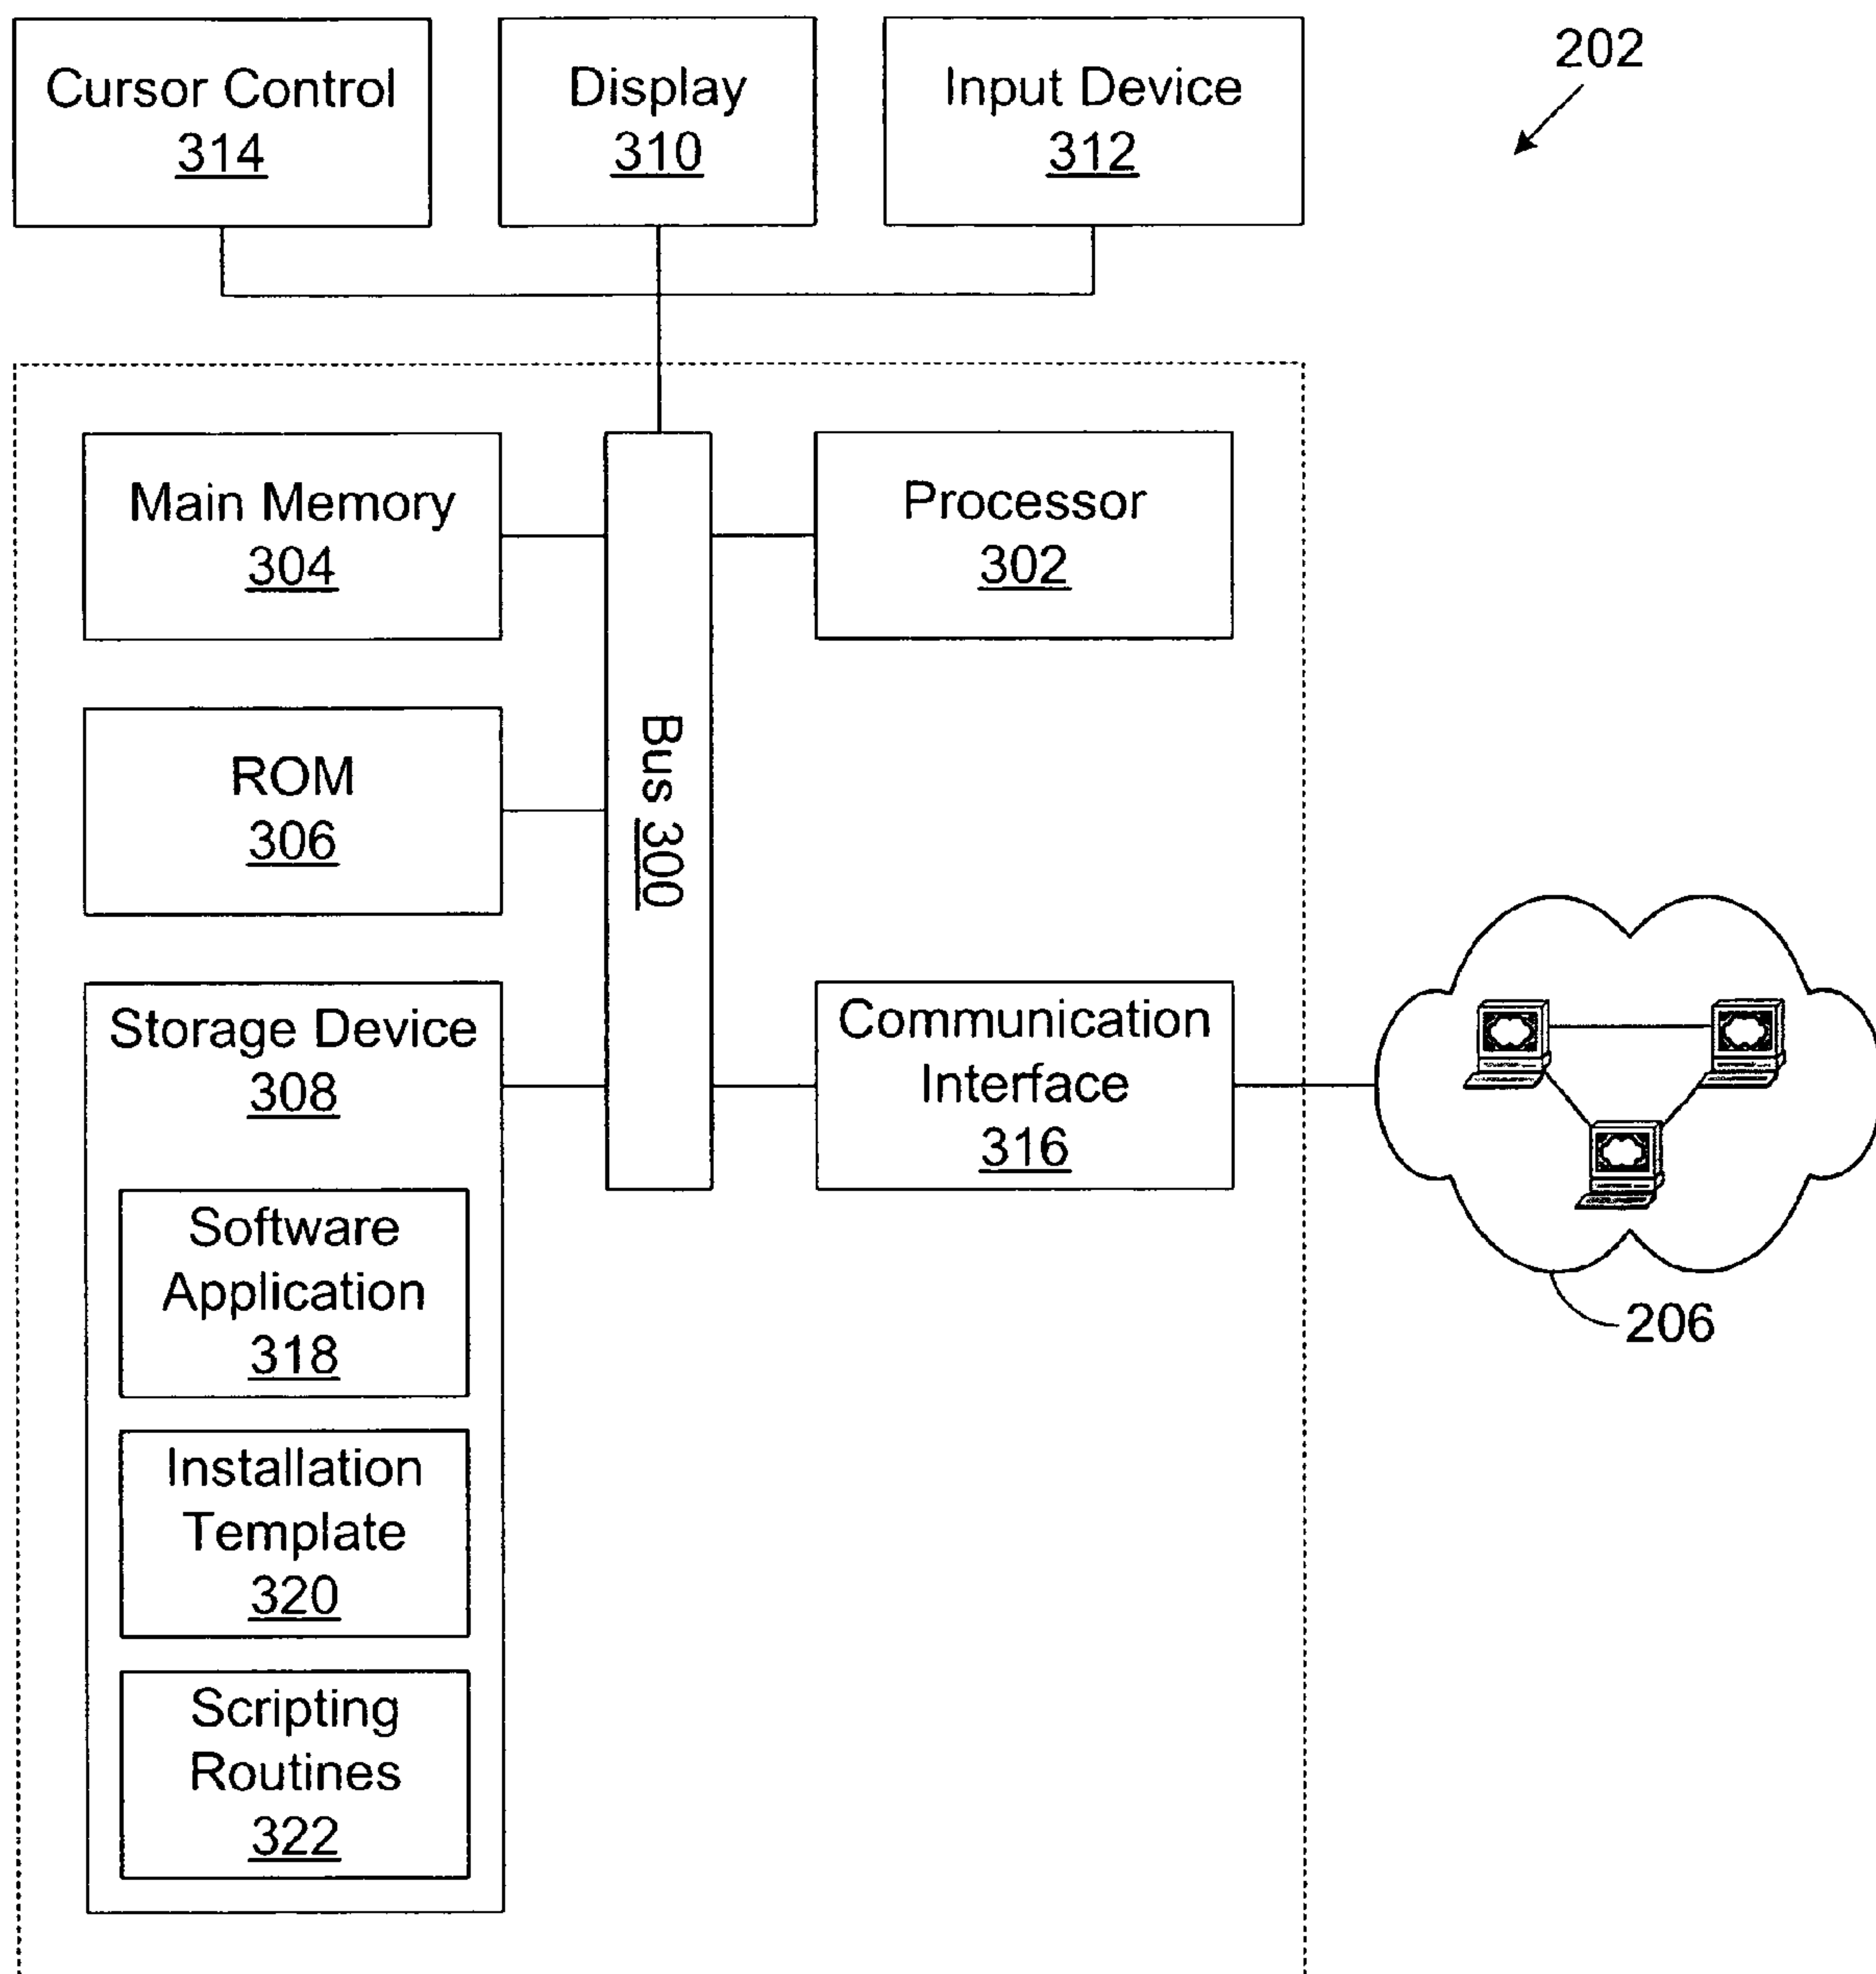 Cursor Control
314
Display
310
Input Device
312
202
Main Memory
304
Processor
302
Bus 300
ROM
306
Storage Device
308
Communication
Interface
316
Software
Application
318
206
Installation
Template
320
Scripting
Routines
322